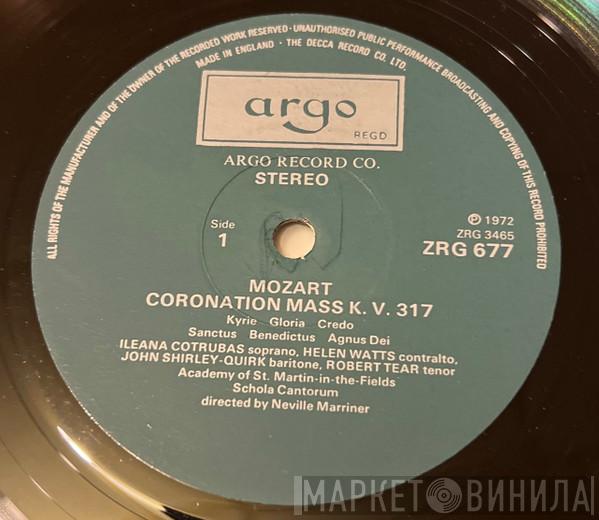 ALL RIGHTS OF THE MANUFACTURER AND OF THE OWNER OF THE RECORDED WORK RESERVED · UNAUTHORISED PUBLIC PERFORMANCE BROADCASTING AND COPYING OF THIS RECORD PROHIBITED
MADE IN ENGLAND · THE DECCA RECORD CO. LTD.
argo
REGD
ARGO RECORD CO.
STEREO
Side
1
℗ 1972
ZRG 3465
ZRG 677
MOZART
CORONATION MASS K. V. 317
Kyrie Gloria Credo
Sanctus Benedictus Agnus Dei
ILEANA COTRUBAS soprano, HELEN WATTS contralto,
JOHN SHIRLEY-QUIRK baritone, ROBERT TEAR tenor
Academy of St. Martin-in-the-Fields
Schola Cantorum
directed by Neville Marriner
МАРКЕТ ВИНИЛА